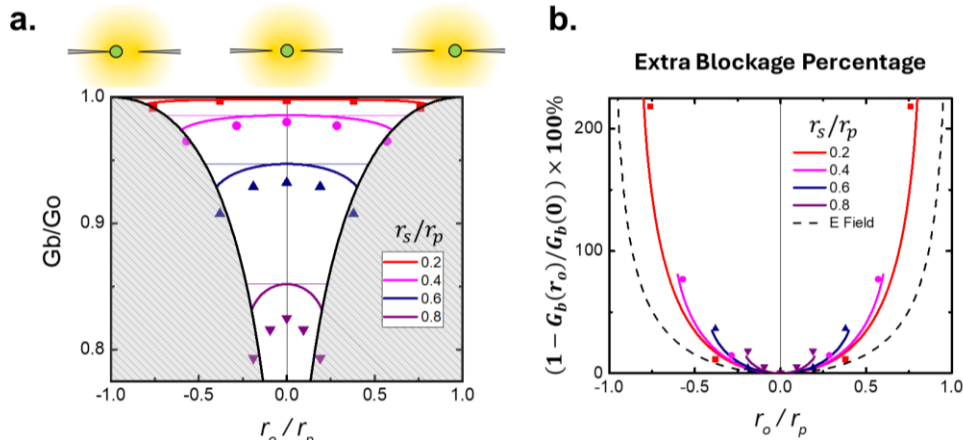 a.
1.0
0.9
0.8
Gb/Go
r_s/r_p
0.2
0.4
0.6
0.8
-1.0 -0.5 0.0 0.5 1.0
r_o / r_p
b.
Extra Blockage Percentage
200
100
0
(1 − G_b(r_o)/G_b(0)) × 100%
r_s/r_p
0.2
0.4
0.6
0.8
E Field
-1.0 -0.5 0.0 0.5 1.0
r_o / r_p